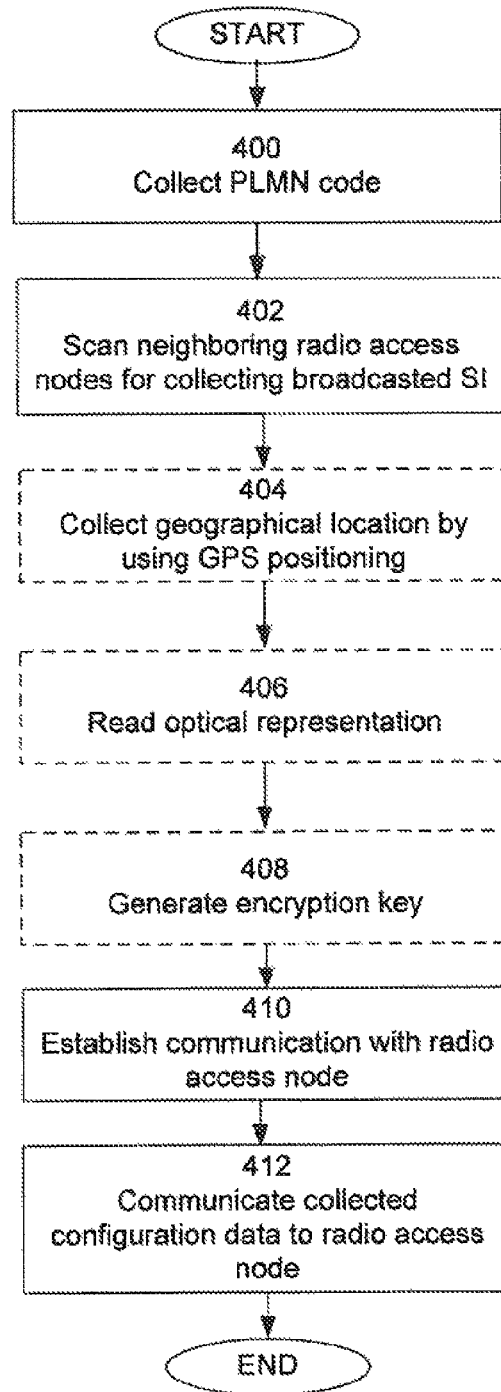 START
400
Collect PLMN code
402
Scan neighboring radio access
nodes for collecting broadcasted SI
404
Collect geographical location by
using GPS positioning
406
Read optical representation
408
Generate encryption key
410
Establish communication with radio
access node
412
Communicate collected
configuration data to radio access
node
END